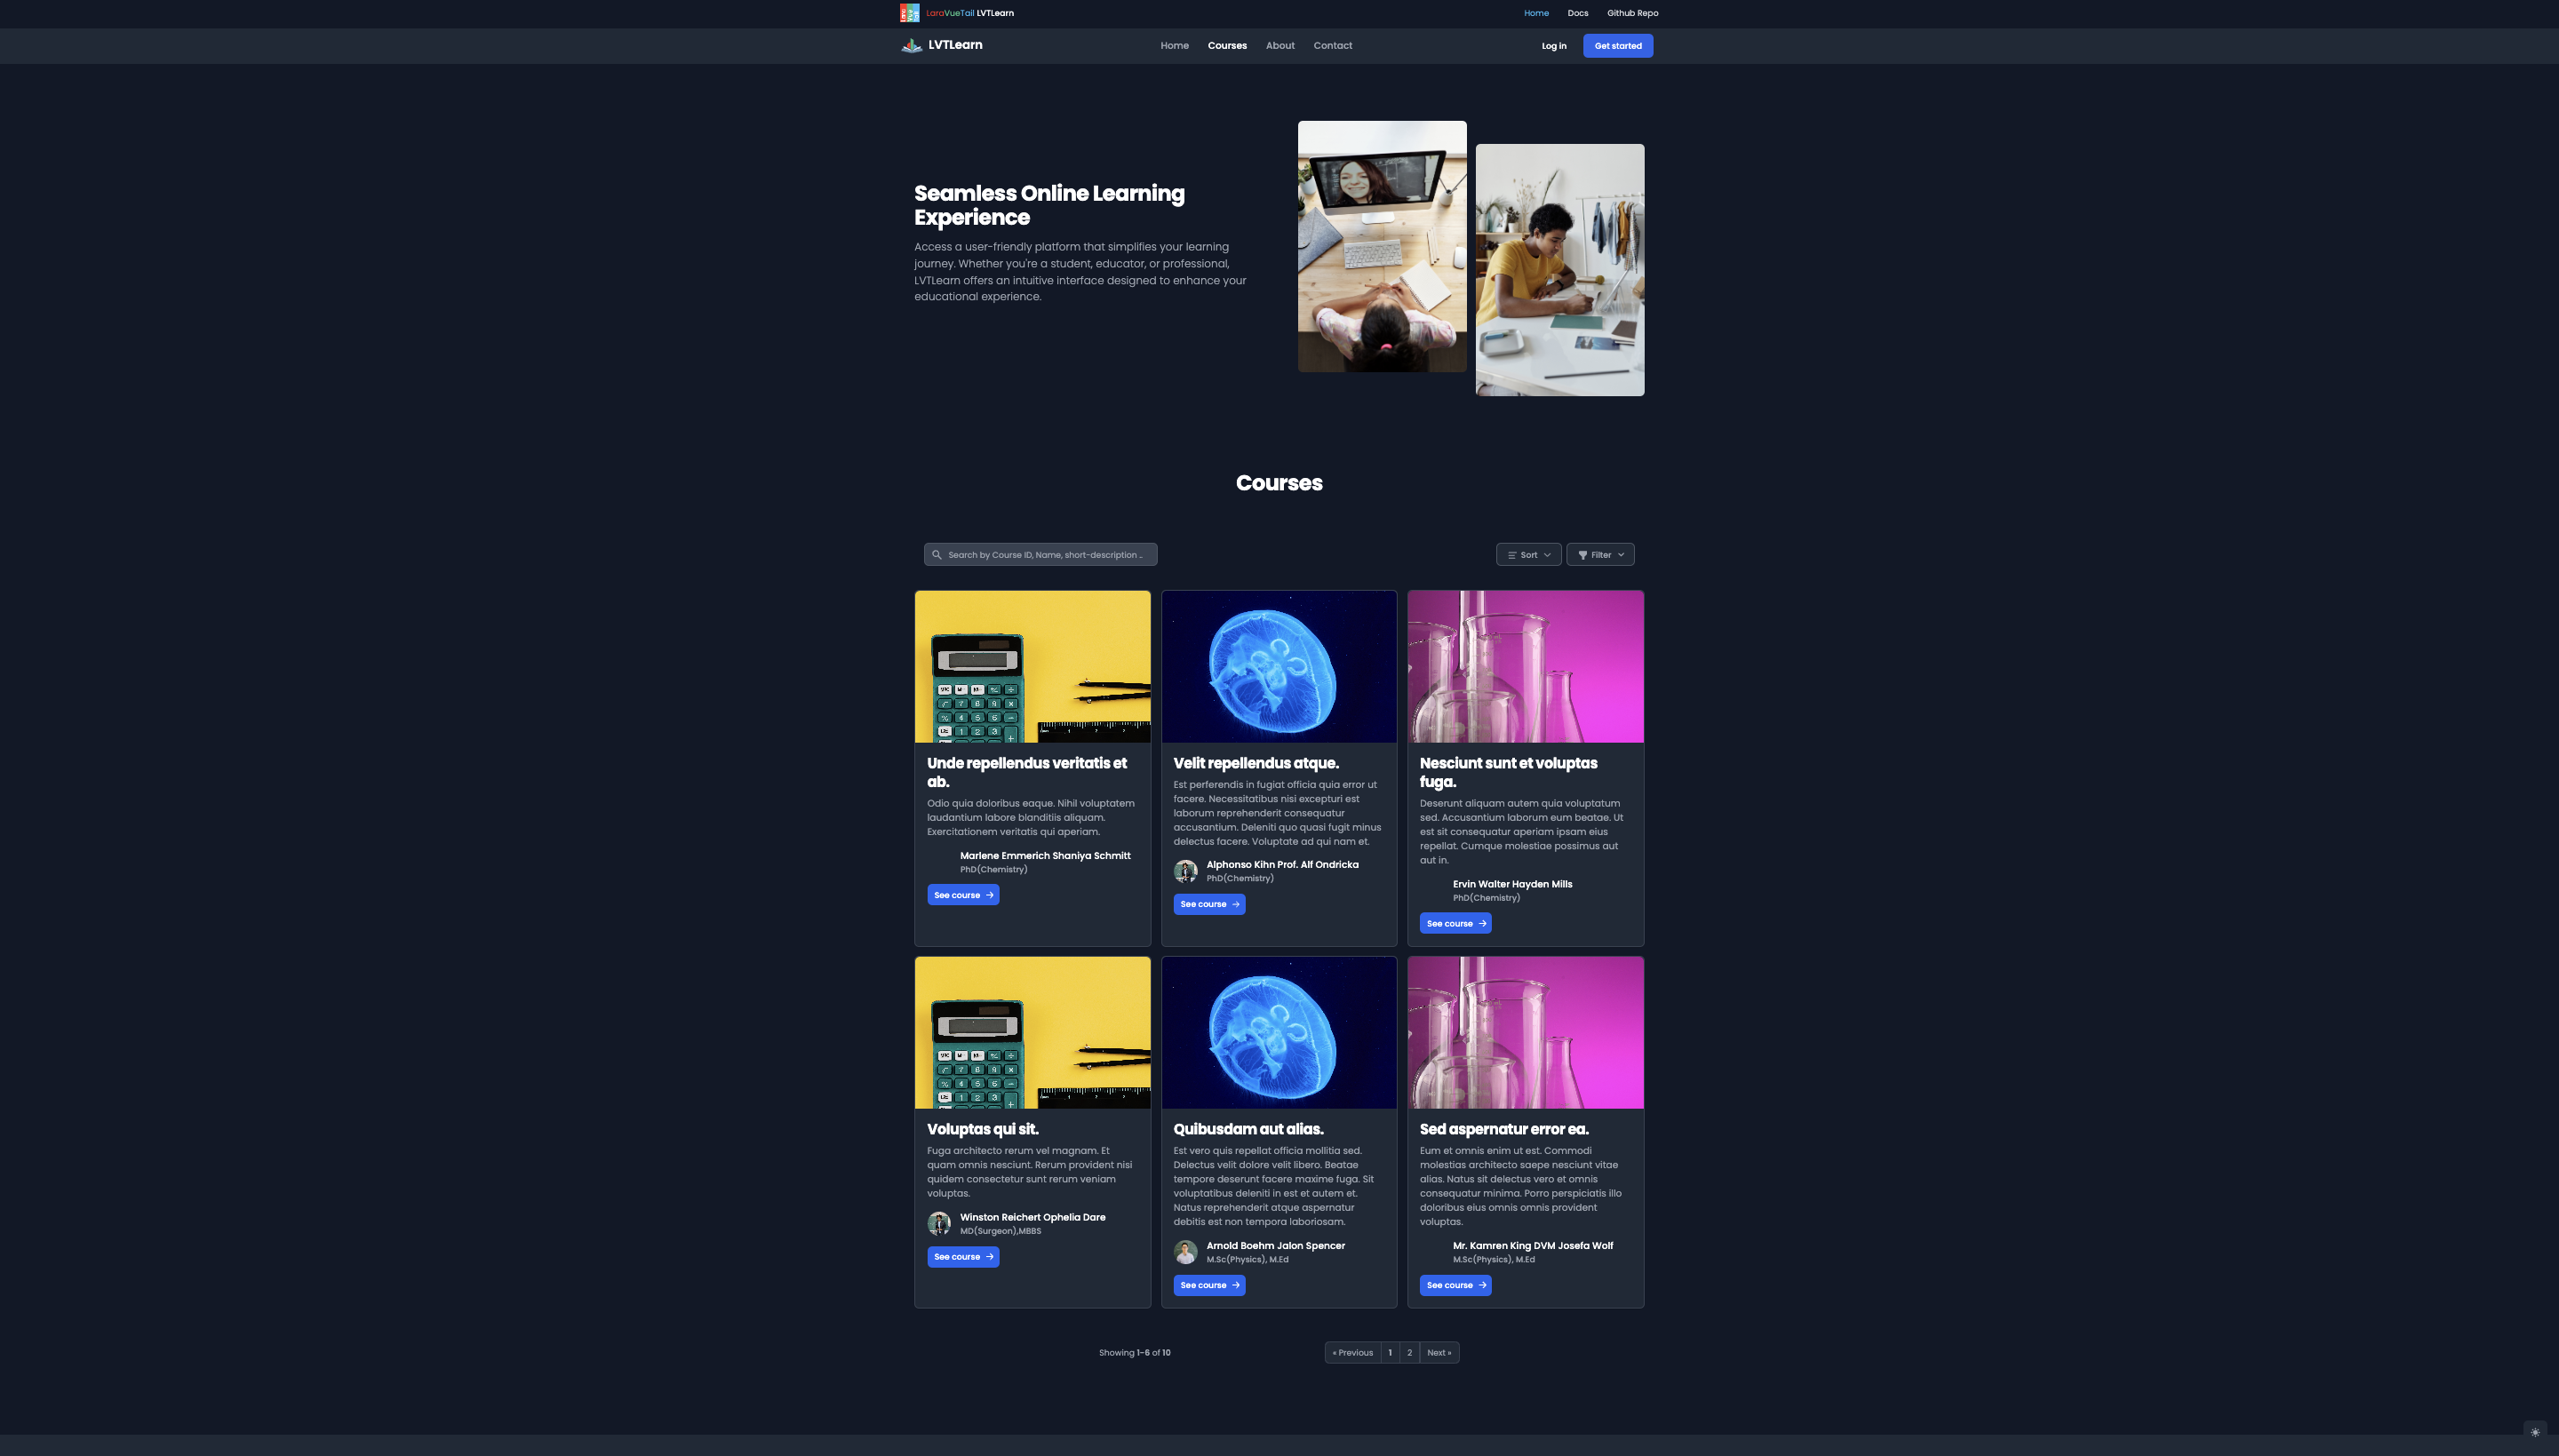 LaraVueTail LVTLearn
Home
Docs
Github Repo
LVTLearn
Home
Courses
About
Contact
Log in
Get started
Seamless Online Learning
Experience
Access a user-friendly platform that simplifies your learning
journey. Whether you're a student, educator, or professional,
LVTLearn offers an intuitive interface designed to enhance your
educational experience.
Courses
Search by Course ID, Name, short-description ..
Sort
Filter
Unde repellendus veritatis et
ab.
Odio quia doloribus eaque. Nihil voluptatem
laudantium labore blanditiis aliquam.
Exercitationem veritatis qui aperiam.
Marlene Emmerich Shaniya Schmitt
PhD(Chemistry)
See course
Velit repellendus atque.
Est perferendis in fugiat officia quia error ut
facere. Necessitatibus nisi excepturi est
laborum reprehenderit consequatur
accusantium. Deleniti quo quasi fugit minus
delectus facere. Voluptate ad qui nam et.
Alphonso Kihn Prof. Alf Ondricka
PhD(Chemistry)
See course
Nesciunt sunt et voluptas
fuga.
Deserunt aliquam autem quia voluptatum
sed. Accusantium laborum eum beatae. Ut
est sit consequatur aperiam ipsam eius
repellat. Cumque molestiae possimus aut
aut in.
Ervin Walter Hayden Mills
PhD(Chemistry)
See course
Voluptas qui sit.
Fuga architecto rerum vel magnam. Et
quam omnis nesciunt. Rerum provident nisi
quidem consectetur sunt rerum veniam
voluptas.
Winston Reichert Ophelia Dare
MD(Surgeon),MBBS
See course
Quibusdam aut alias.
Est vero quis repellat officia mollitia sed.
Delectus velit dolore velit libero. Beatae
tempore deserunt facere maxime fuga. Sit
voluptatibus deleniti in est et autem et.
Natus reprehenderit atque aspernatur
debitis est non tempora laboriosam.
Arnold Boehm Jalon Spencer
M.Sc(Physics), M.Ed
See course
Sed aspernatur error ea.
Eum et omnis enim ut est. Commodi
molestias architecto saepe nesciunt vitae
alias. Natus sit delectus vero et omnis
consequatur minima. Porro perspiciatis illo
doloribus eius omnis omnis provident
voluptas.
Mr. Kamren King DVM Josefa Wolf
M.Sc(Physics), M.Ed
See course
Showing 1-6 of 10
« Previous
1
2
Next »